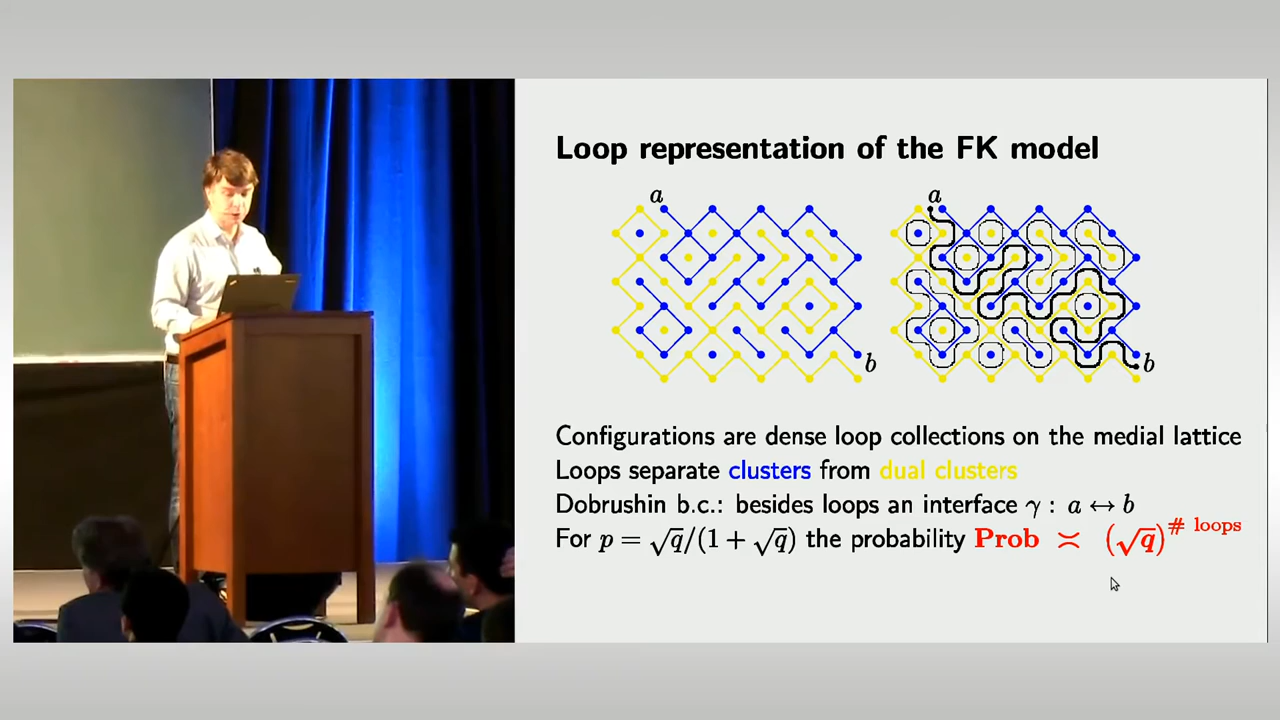 Loop representation of the FK model
a
a
b
b
Configurations are dense loop collections on the medial lattice
Loops separate clusters from dual clusters
Dobrushin b.c.: besides loops an interface γ : a ↔ b
For p = √q/(1 + √q) the probability Prob ≍ (√q)^# loops